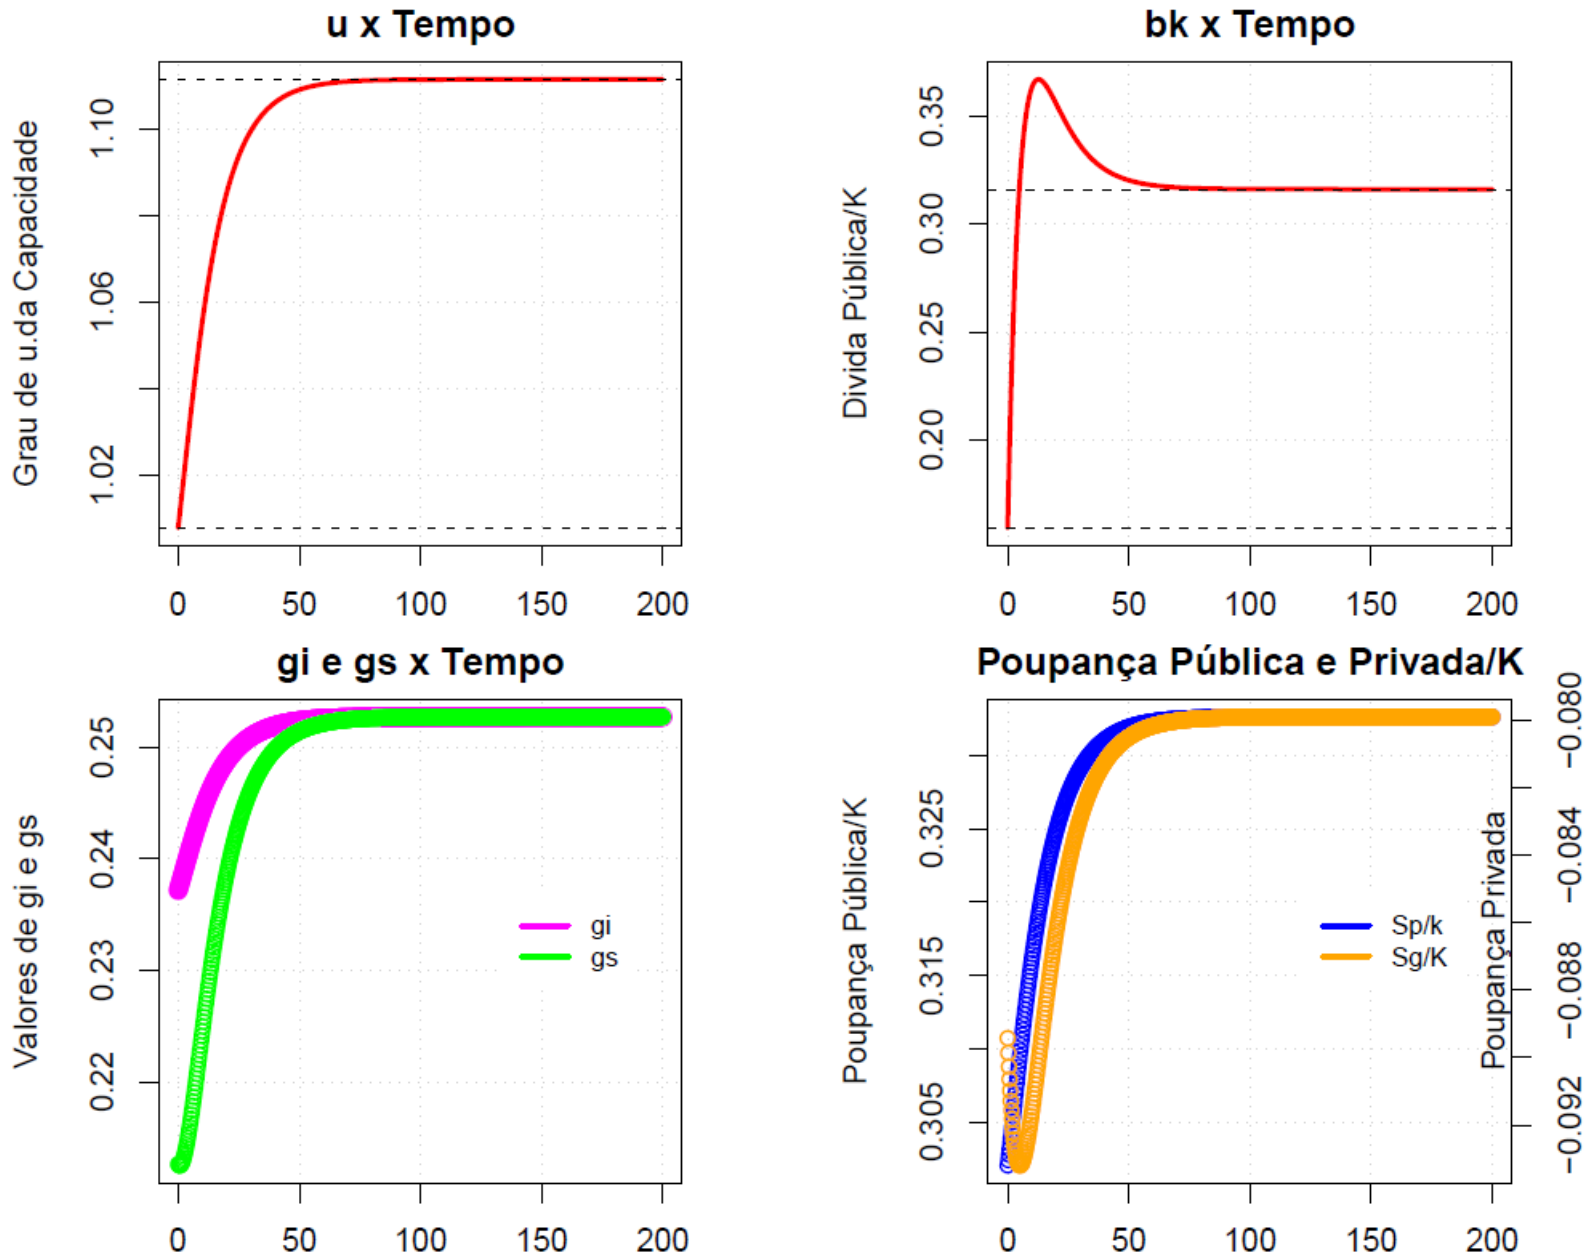 u x Tempo
Grau de u.da Capacidade
1.02
1.06
1.10
0
50
100
150
200
bk x Tempo
Divida Pública/K
0.20
0.25
0.30
0.35
0
50
100
150
200
gi e gs x Tempo
Valores de gi e gs
0.22
0.23
0.24
0.25
gi
gs
0
50
100
150
200
Poupança Pública e Privada/K
Poupança Pública/K
0.305
0.315
0.325
Sp/k
Sg/K
Poupança Privada
−0.092
−0.088
−0.084
−0.080
0
50
100
150
200